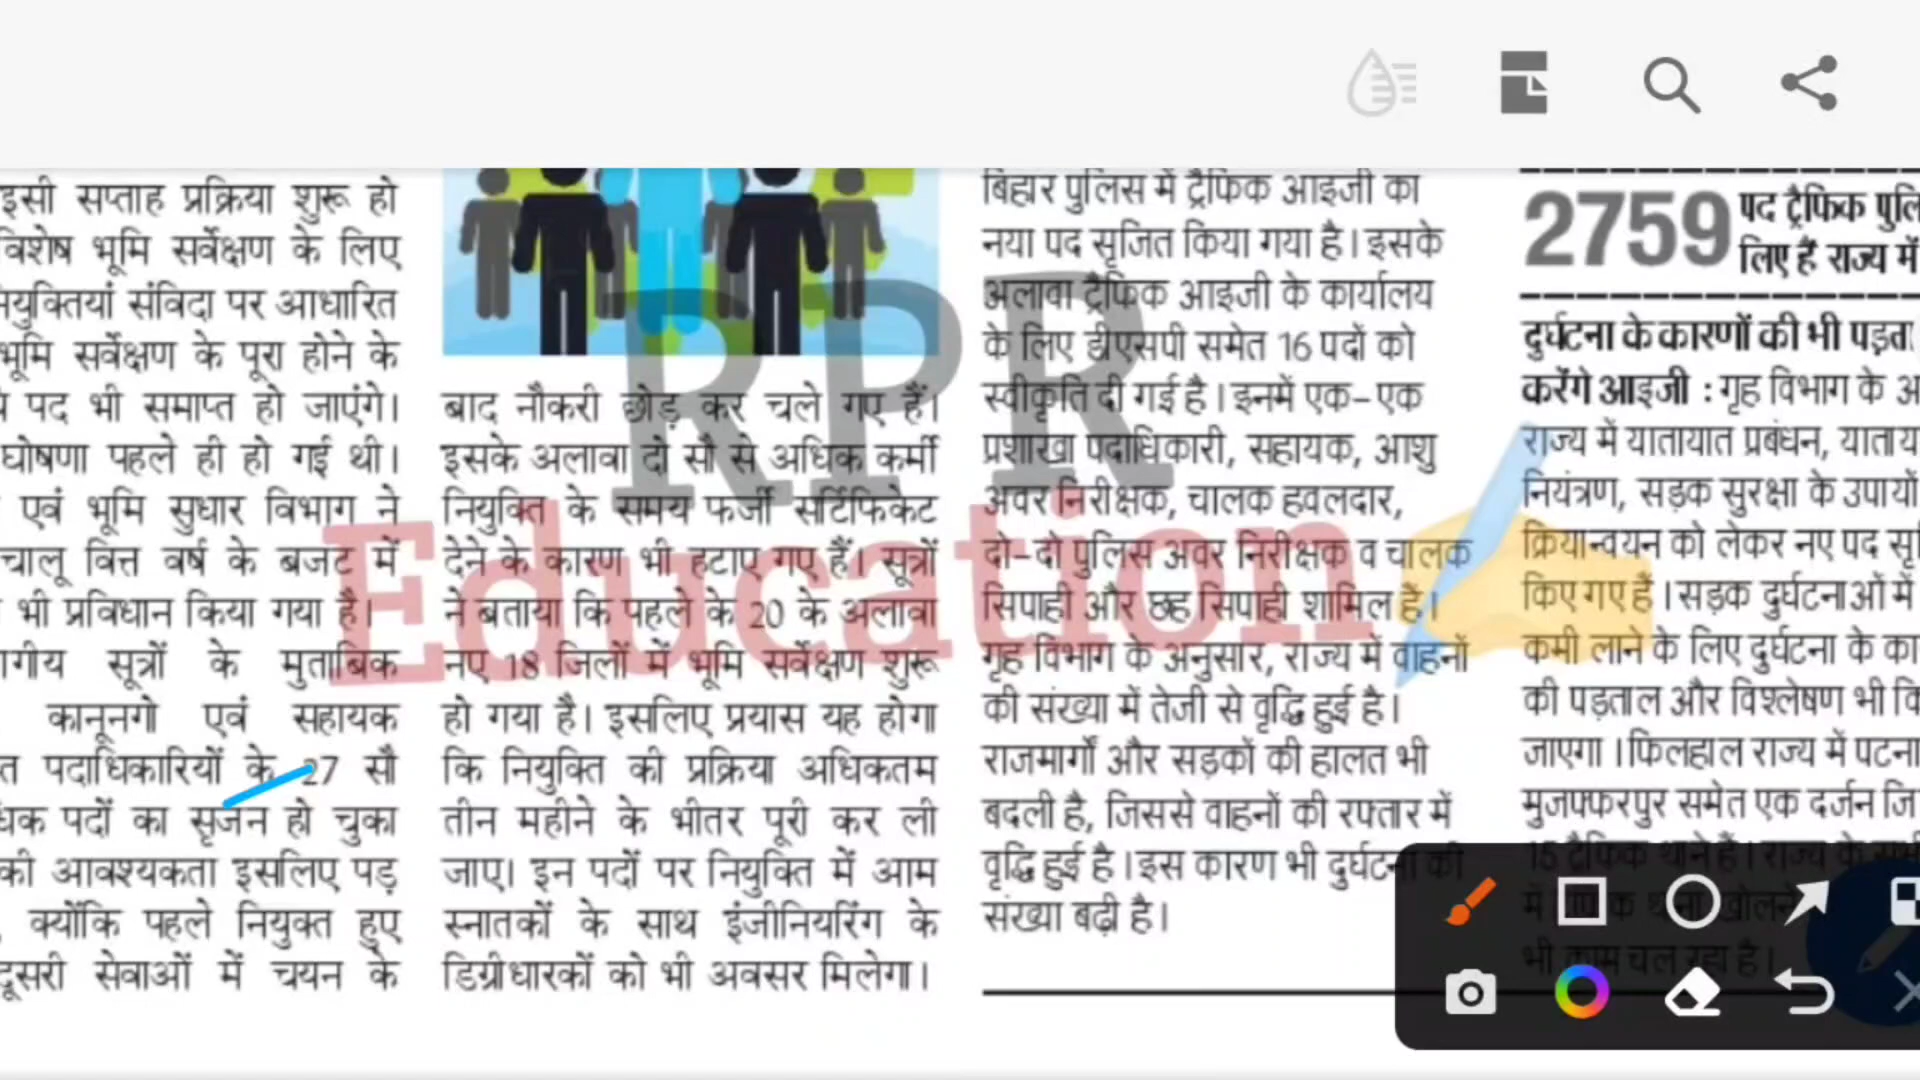 इसी सप्ताह प्रक्रिया शुरू हो
विशेष भूमि सर्वेक्षण के लिए
नियुक्तियां संविदा पर आधारित
भूमि सर्वेक्षण के पूरा होने के
पद भी समाप्त हो जाएंगे।
घोषणा पहले ही हो गई थी।
एवं भूमि सुधार विभाग ने
चालू वित्त वर्ष के बजट में
भी प्रविधान किया गया है।
सूत्रों के मुताबिक
कानूनगो एवं सहायक
पदाधिकारियों के 27 सौ
पदों का सृजन हो चुका
की आवश्यकता इसलिए पड़
क्योंकि पहले नियुक्त हुए
दूसरी सेवाओं में चयन के
बाद नौकरी छोड़ कर चले गए हैं।
इसके अलावा दो सौ से अधिक कर्मी
नियुक्ति के समय फर्जी सर्टिफिकेट
देने के कारण भी हटाए गए हैं। सूत्रों
ने बताया कि पहले के 20 के अलावा
नए 18 जिलों में भूमि सर्वेक्षण शुरू
हो गया है। इसलिए प्रयास यह होगा
कि नियुक्ति की प्रक्रिया अधिकतम
तीन महीने के भीतर पूरी कर ली
जाए। इन पदों पर नियुक्ति में आम
स्नातकों के साथ इंजीनियरिंग के
डिग्रीधारकों को भी अवसर मिलेगा।
बिहार पुलिस में ट्रैफिक आइजी का
नया पद सृजित किया गया है। इसके
अलावा ट्रैफिक आइजी के कार्यालय
के लिए डीएसपी समेत 16 पदों को
स्वीकृति दी गई है। इनमें एक-एक
प्रशाखा पदाधिकारी, सहायक, आशु
अवर निरीक्षक, चालक हवलदार,
दो-दो पुलिस अवर निरीक्षक व चालक
सिपाही और छह सिपाही शामिल हैं।
गृह विभाग के अनुसार, राज्य में वाहनों
की संख्या में तेजी से वृद्धि हुई है।
राजमार्गों और सड़कों की हालत भी
बदली है, जिससे वाहनों की रफ्तार में
वृद्धि हुई है। इस कारण भी दुर्घटना की
संख्या बढ़ी है।
2759 पद ट्रैफिक
लिए हैं राज्य में
दुर्घटना के कारणों की भी
करेंगे आइजी : गृह विभाग के
राज्य में यातायात प्रबंधन,
नियंत्रण, सड़क सुरक्षा के उपायों
क्रियान्वयन को लेकर नए पद
किए गए हैं। सड़क दुर्घटनाओं में
कमी लाने के लिए दुर्घटना के
की पड़ताल और विश्लेषण भी
जाएगा। फिलहाल राज्य में पटना
मुजफ्फरपुर समेत एक दर्जन
15 ट्रैफिक थाने हैं। राज्य के
भी काम चल रहा है।
RPR
Education